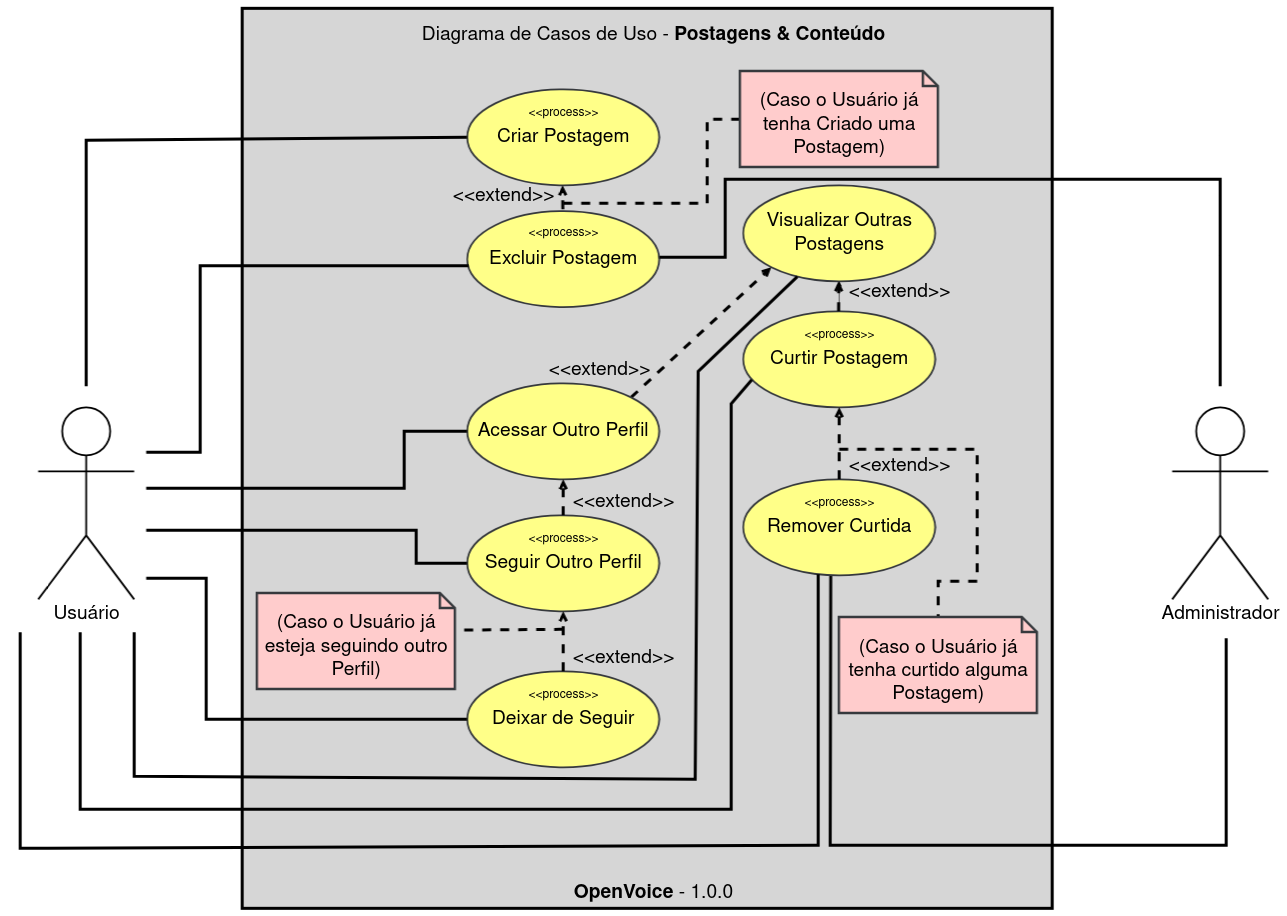 Diagrama de Casos de Uso - Postagens & Conteúdo
<<process>>
Criar Postagem
(Caso o Usuário já
tenha Criado uma
Postagem)
<<extend>>
<<process>>
Excluir Postagem
Visualizar Outras
Postagens
<<extend>>
<<process>>
Curtir Postagem
<<extend>>
Acessar Outro Perfil
<<extend>>
<<extend>>
<<process>>
Remover Curtida
<<process>>
Seguir Outro Perfil
Usuário
Administrador
(Caso o Usuário já
esteja seguindo outro
Perfil)
<<extend>>
(Caso o Usuário já
tenha curtido alguma
Postagem)
<<process>>
Deixar de Seguir
OpenVoice - 1.0.0